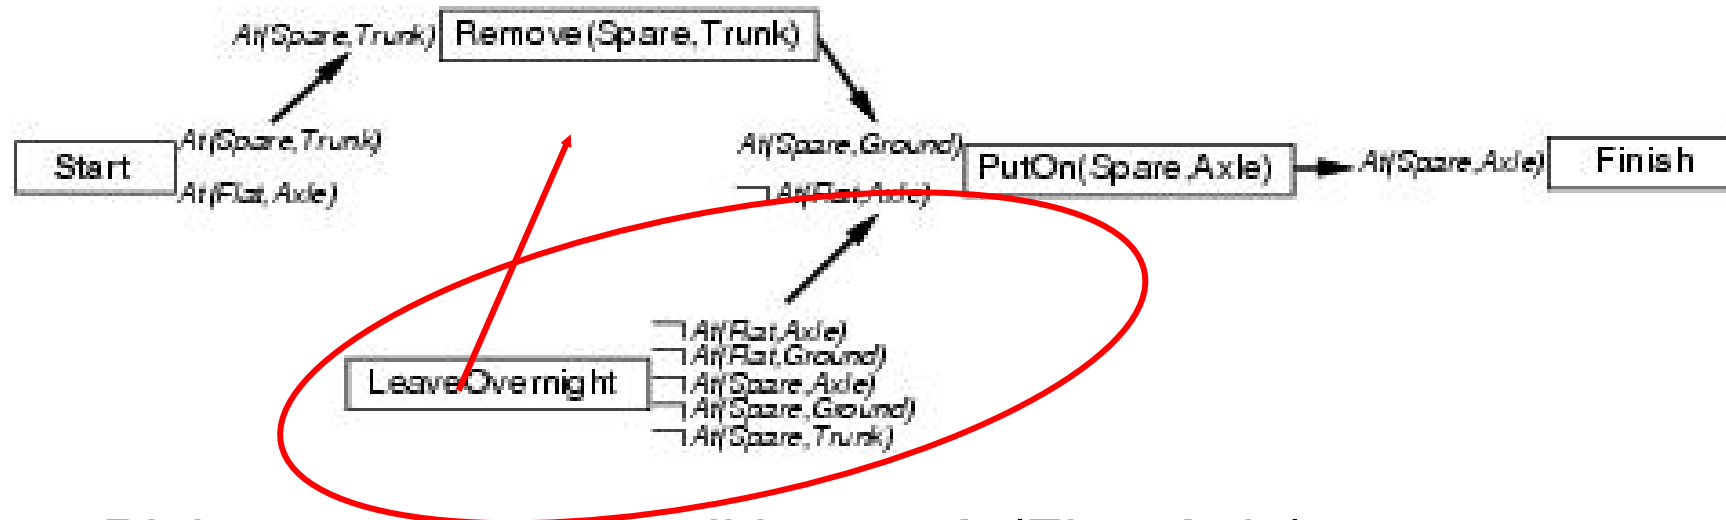 At(Spare,Trunk) Remove(Spare,Trunk)
At(Spare,Trunk)
Start
At(Flat,Axle)
At(Spare,Ground)
¬At(Flat,Axle)
PutOn(Spare,Axle)
At(Spare,Axle) Finish
LeaveOvernight
¬At(Flat,Axle)
¬At(Flat,Ground)
¬At(Spare,Axle)
¬At(Spare,Ground)
¬At(Spare,Trunk)